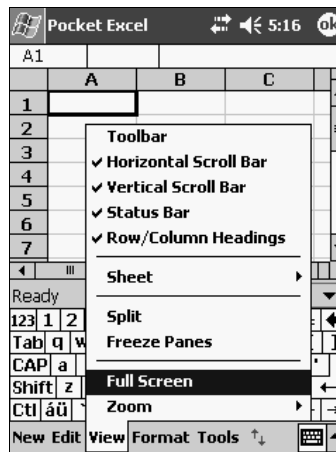 Pocket Excel 5:16 ok
A1
A B C
1
2
3
4
5
6
7
Toolbar
Horizontal Scroll Bar
Vertical Scroll Bar
Status Bar
Row/Column Headings
Sheet
Split
Freeze Panes
Full Screen
Zoom
Ready
123 1 2
Tab q w
CAP a
Shift z
Ctl áü
New Edit View Format Tools